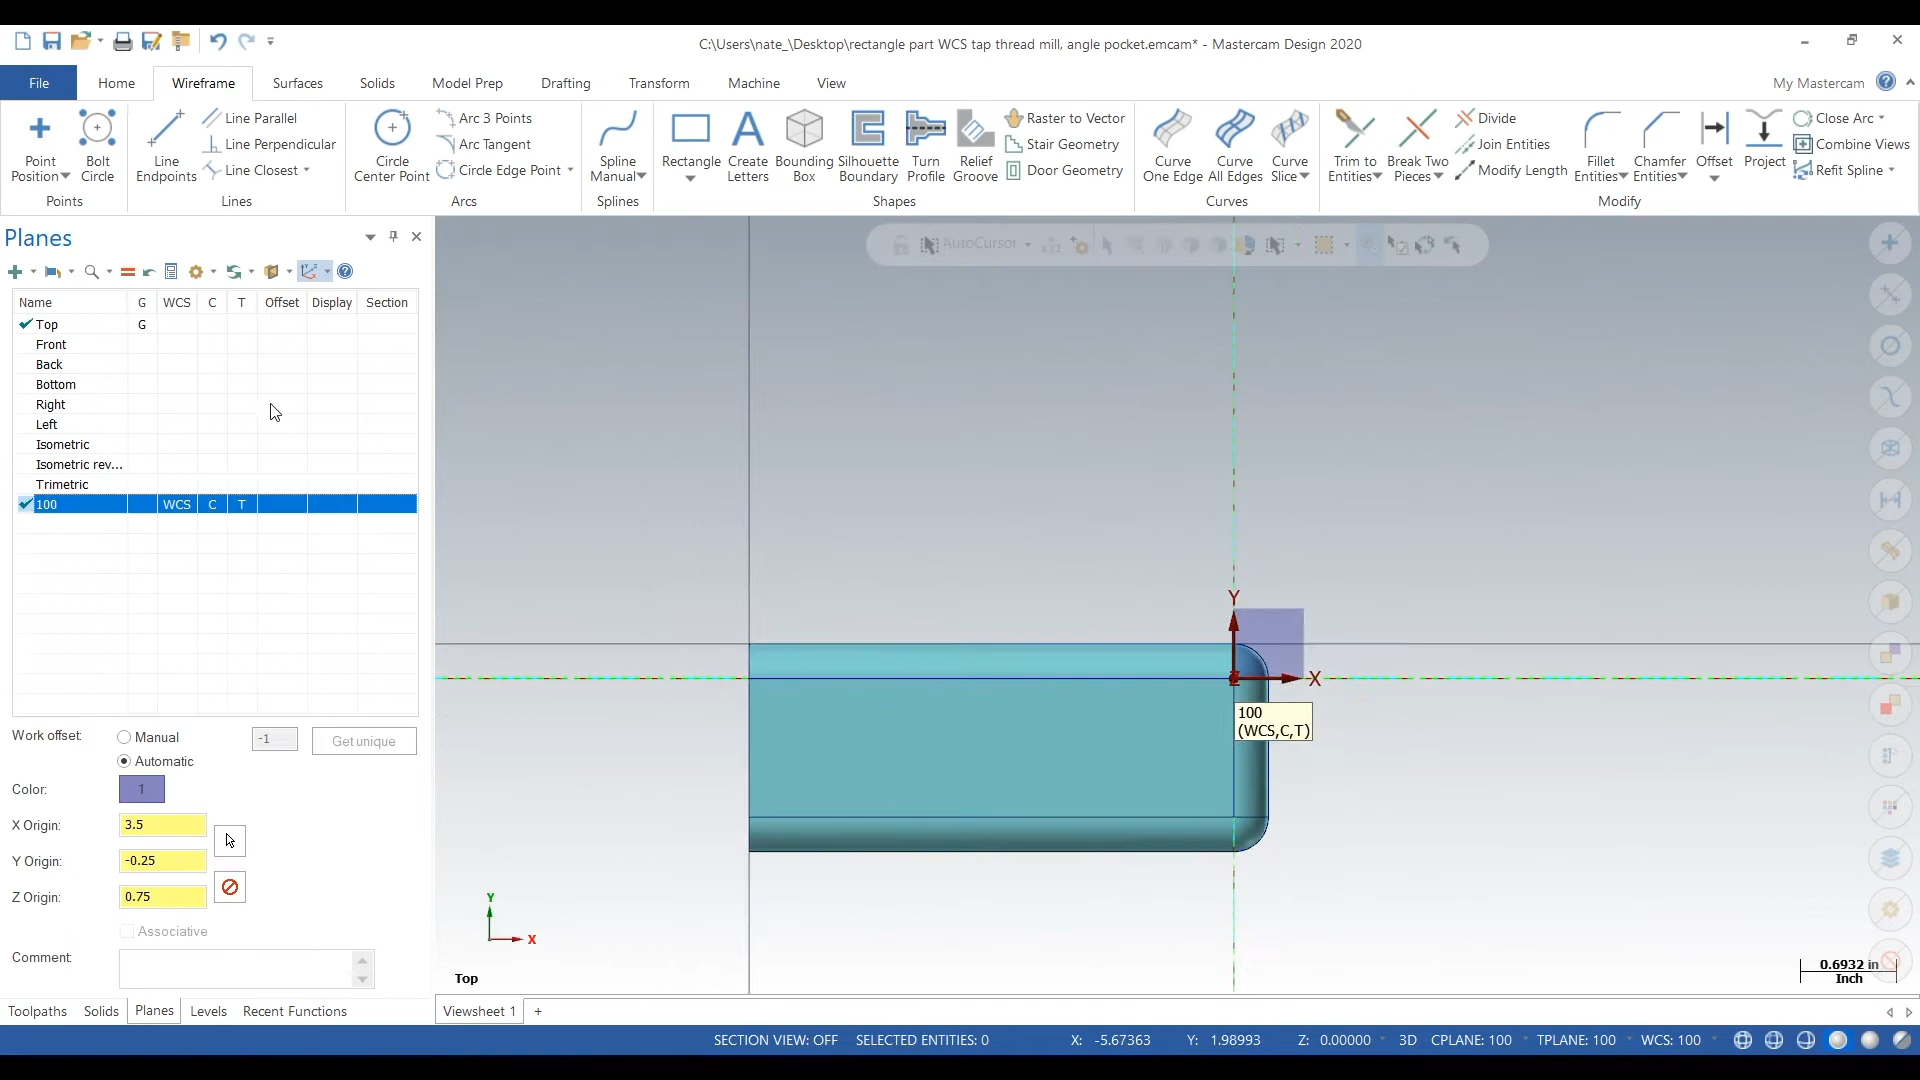 C:\Users\nate_\Desktop\rectangle part WCS tap thread mill, angle pocket.emcam* - Mastercam Design 2020
File Home Wireframe Surfaces Solids Model Prep Drafting Transform Machine View My Mastercam
Point Position
Bolt Circle
Points
Line Endpoints
Line Parallel
Line Perpendicular
Line Closest
Lines
Circle Center Point
Arc 3 Points
Arc Tangent
Circle Edge Point
Arcs
Spline Manual
Splines
Rectangle
Create Letters
Bounding Box
Silhouette Boundary
Turn Profile
Relief Groove
Raster to Vector
Stair Geometry
Door Geometry
Shapes
Curve One Edge
Curve All Edges
Curve Slice
Curves
Trim to Entities
Break Two Pieces
Divide
Join Entities
Modify Length
Fillet Entities
Chamfer Entities
Offset
Project
Close Arc
Combine Views
Refit Spline
Modify
Planes
AutoCursor
Name G WCS C T Offset Display Section
Top G
Front
Back
Bottom
Right
Left
Isometric
Isometric rev...
Trimetric
100 WCS C T
Work offset: Manual -1 Get unique
Automatic
Color: 1
X Origin: 3.5
Y Origin: -0.25
Z Origin: 0.75
Associative
Comment:
Y
X
Z
100
(WCS,C,T)
Y
X
Top
0.6932 in
Inch
Toolpaths Solids Planes Levels Recent Functions
Viewsheet 1 +
SECTION VIEW: OFF SELECTED ENTITIES: 0 X: -5.67363 Y: 1.98993 Z: 0.00000 3D CPLANE: 100 TPLANE: 100 WCS: 100